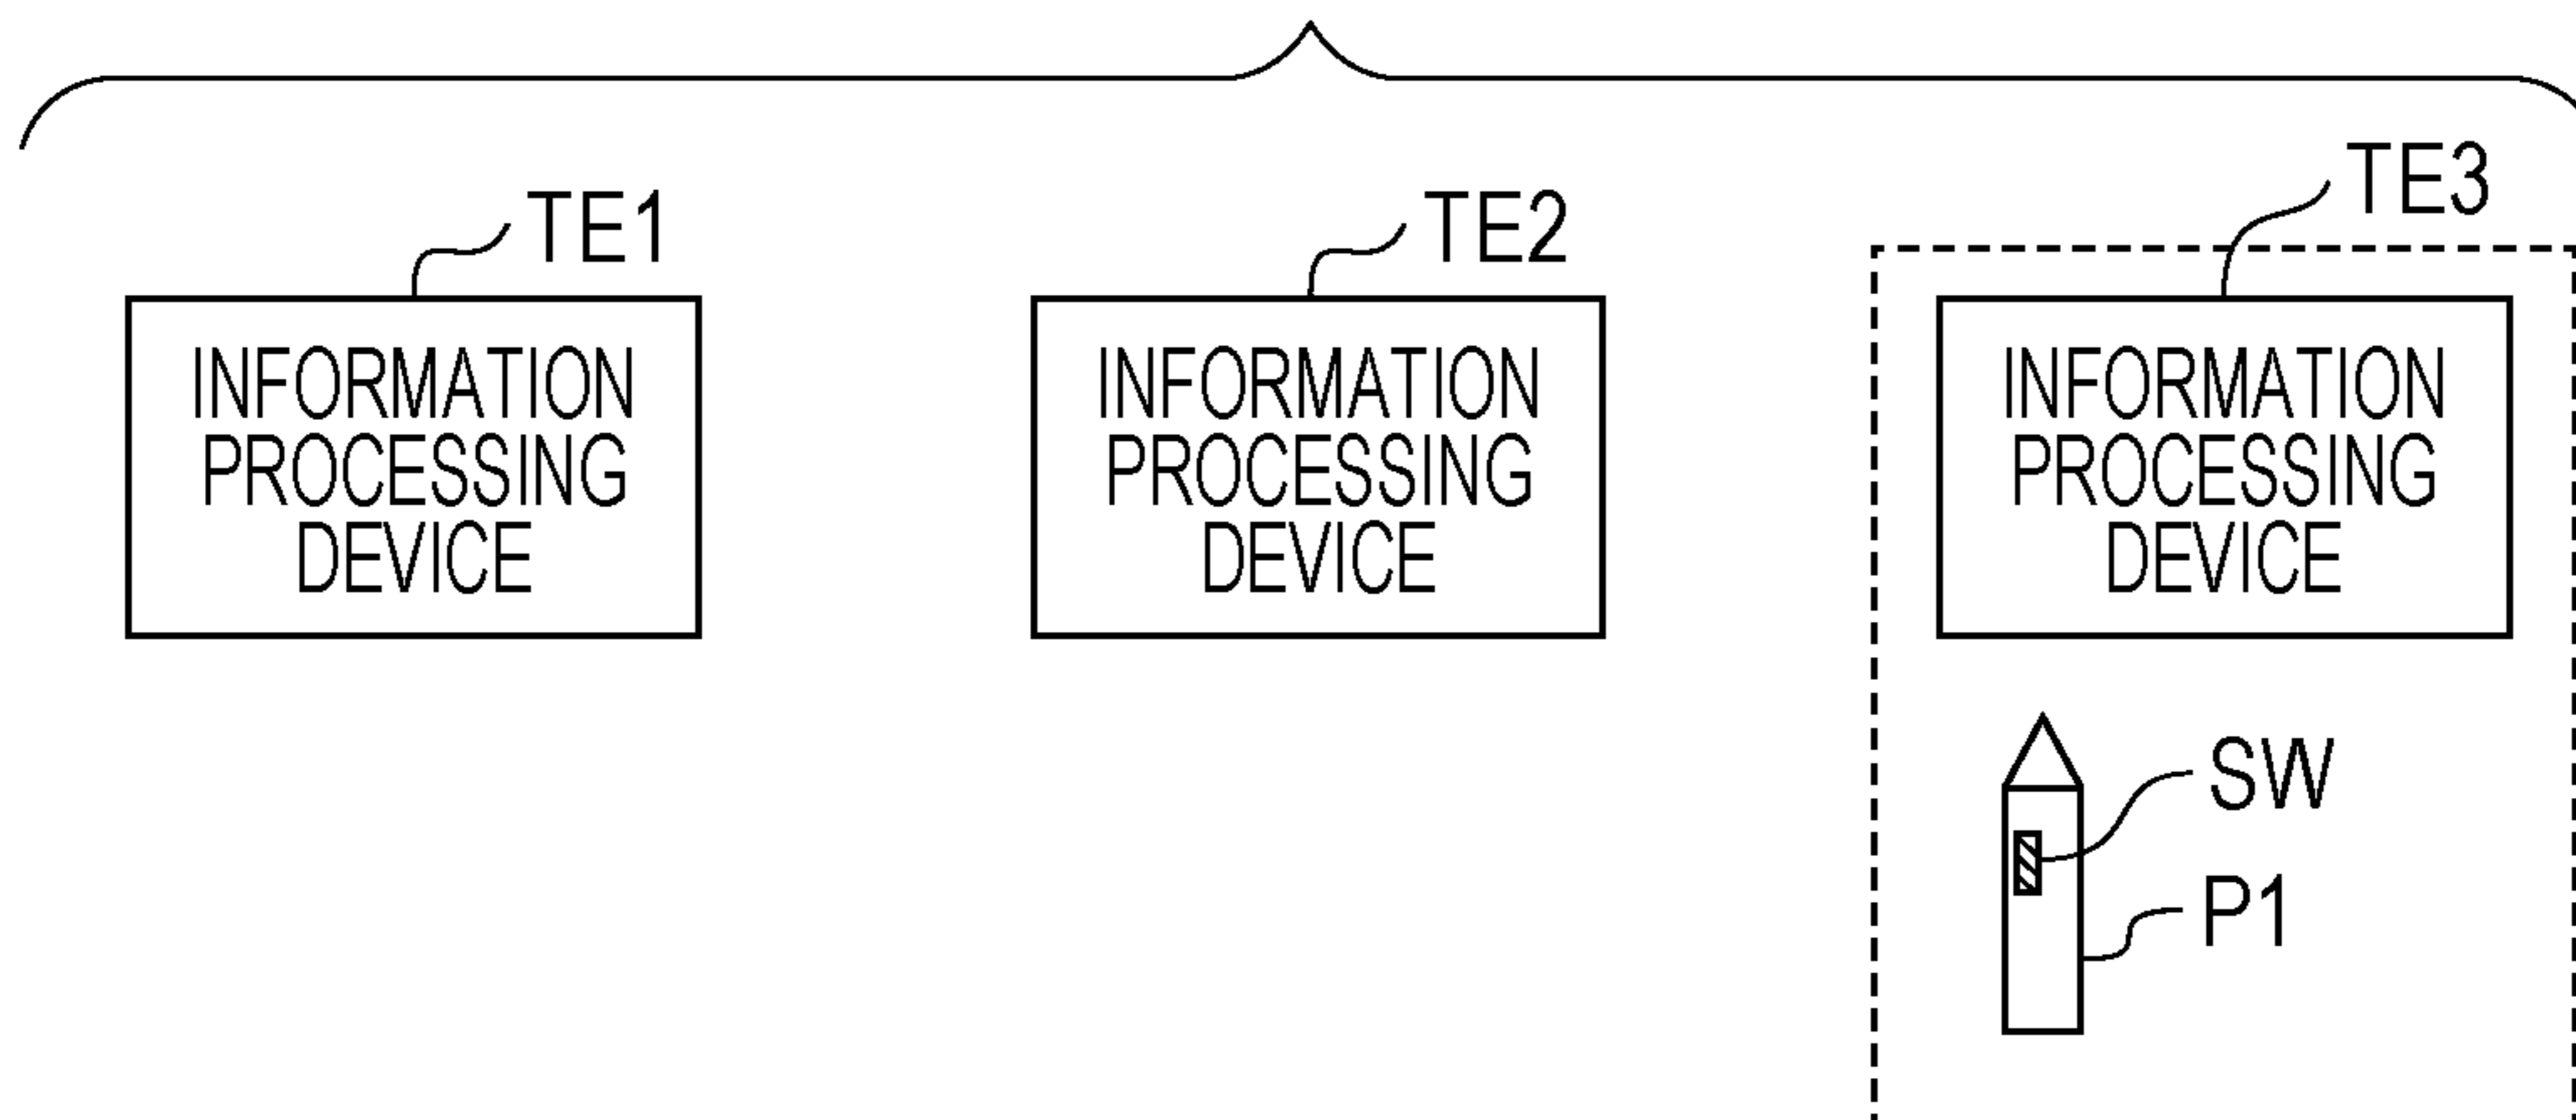 TE1
TE2
TE3
INFORMATION
PROCESSING
DEVICE
INFORMATION
PROCESSING
DEVICE
INFORMATION
PROCESSING
DEVICE
SW
P1